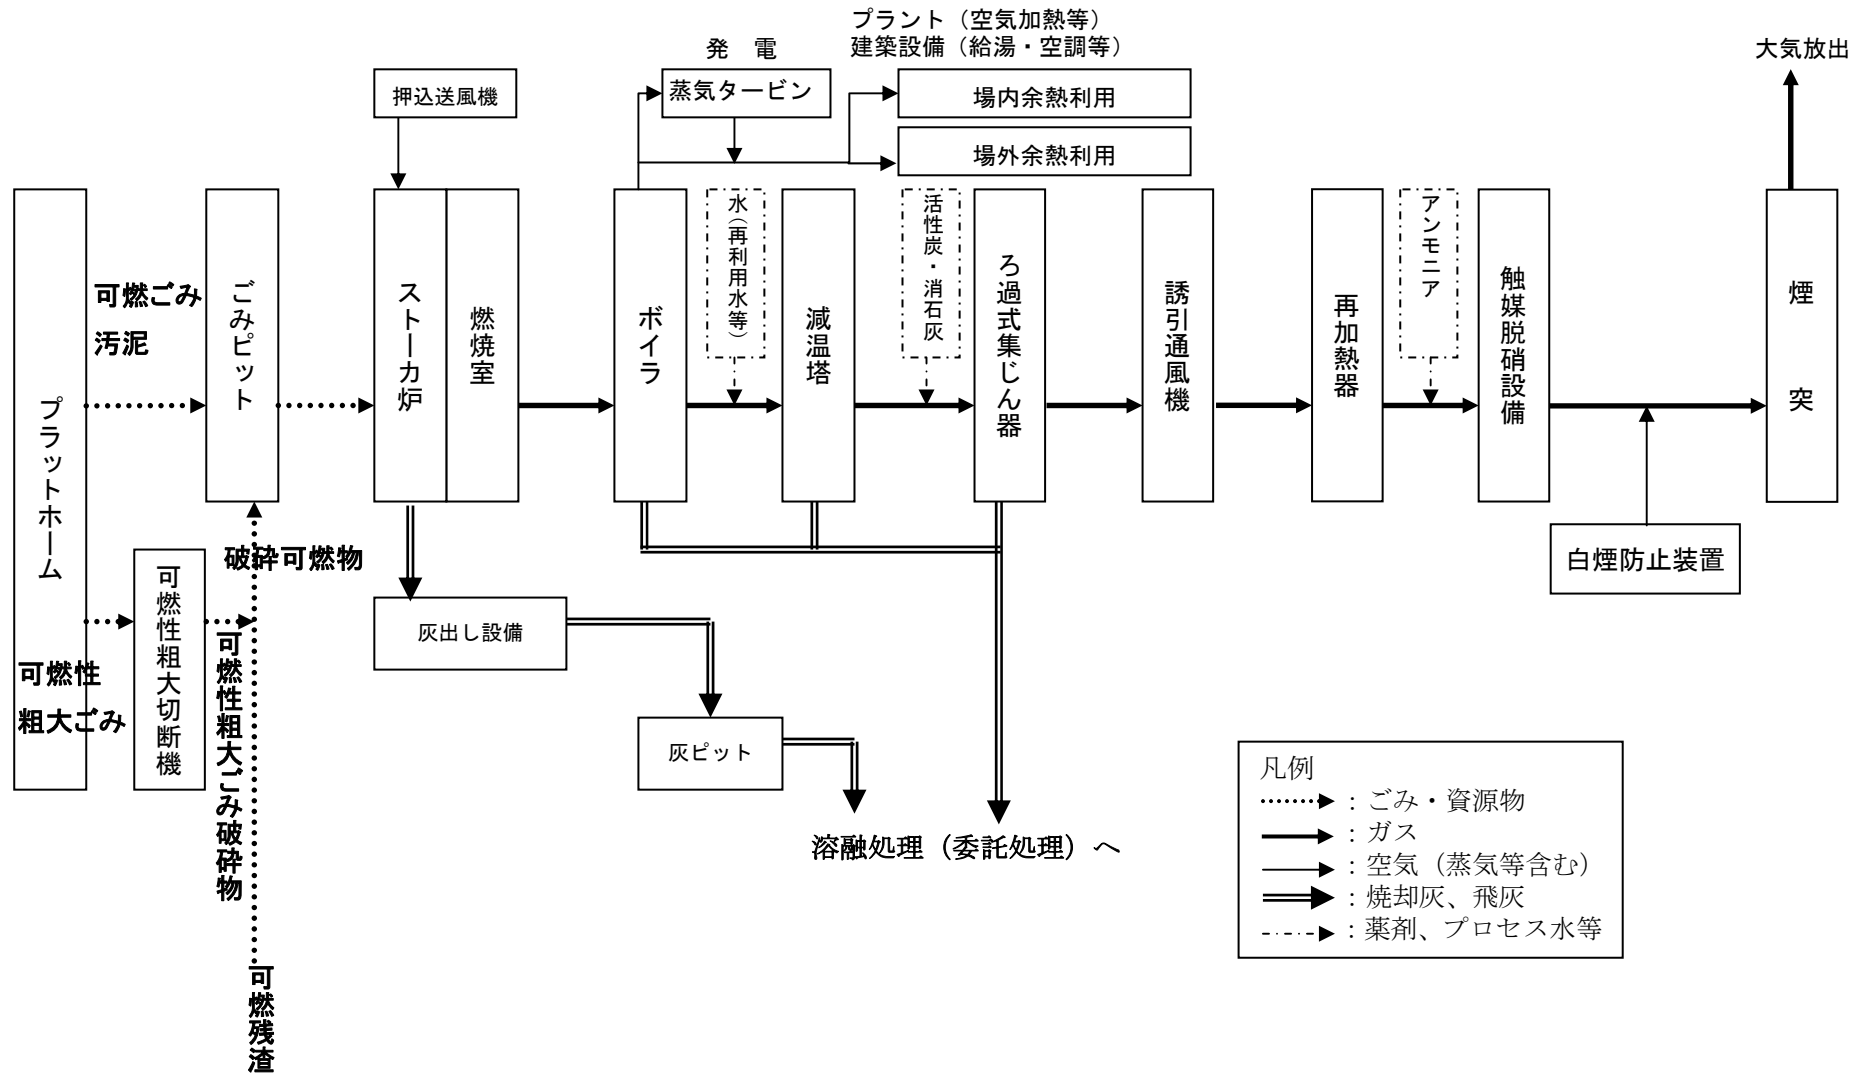 プラント（空気加熱等）
建築設備（給湯・空調等）
発　電
大気放出
押込送風機
蒸気タービン
場内余熱利用
場外余熱利用
プラットホーム
可燃ごみ
汚泥
ごみピット
ストーカ炉
燃焼室
ボイラ
水（再利用水等）
減温塔
活性炭・消石灰
ろ過式集じん器
誘引通風機
再加熱器
アンモニア
触媒脱硝設備
煙　突
白煙防止装置
破砕可燃物
可燃性
粗大ごみ
可燃性粗大切断機
可燃性粗大ごみ破砕物
可燃残渣
灰出し設備
灰ピット
溶融処理（委託処理）へ
凡例
：ごみ・資源物
：ガス
：空気（蒸気等含む）
：焼却灰、飛灰
：薬剤、プロセス水等